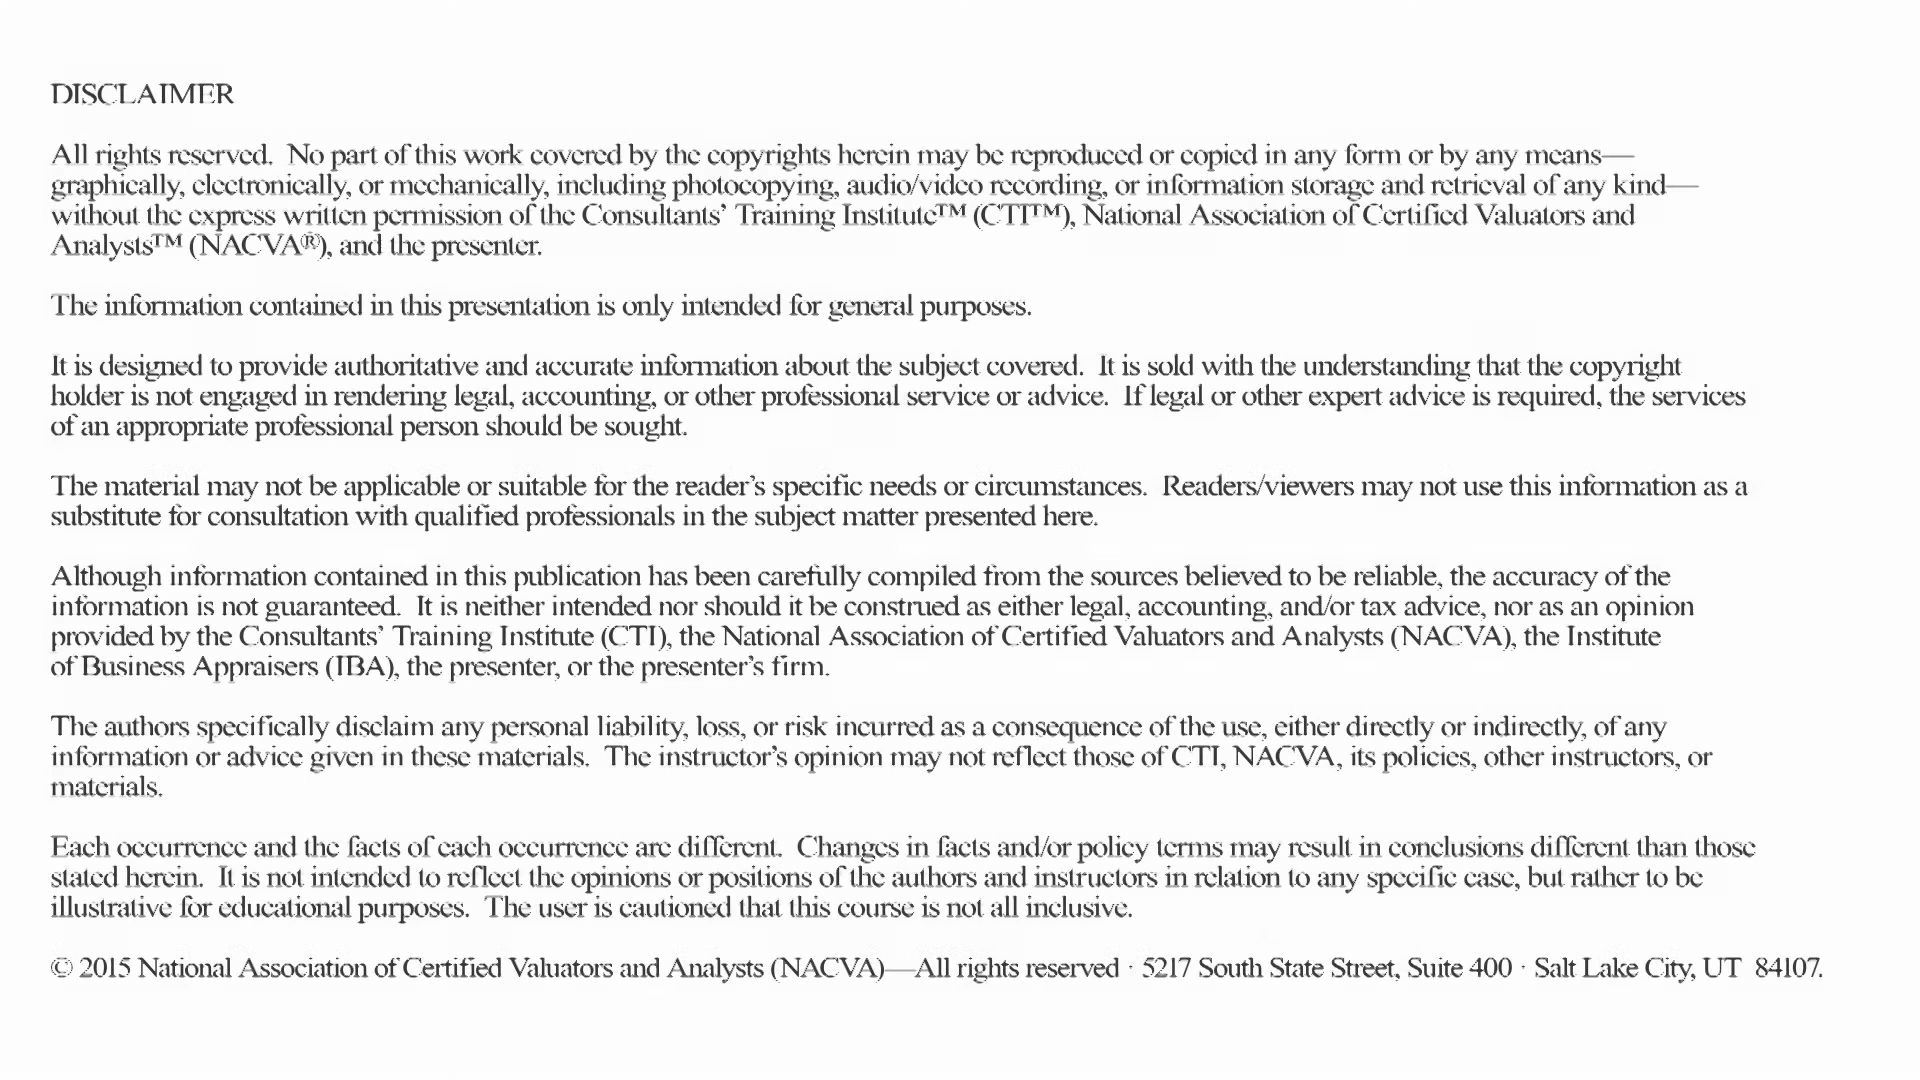 DISCLAIMER
All rights reserved.  No part of this work covered by the copyrights herein may be reproduced or copied in any form or by any means—
graphically, electronically, or mechanically, including photocopying, audio/video recording, or information storage and retrieval of any kind—
without the express written permission of the Consultants’ Training Institute™ (CTI™), National Association of Certified Valuators and
Analysts™ (NACVA®), and the presenter.
The information contained in this presentation is only intended for general purposes.
It is designed to provide authoritative and accurate information about the subject covered.  It is sold with the understanding that the copyright
holder is not engaged in rendering legal, accounting, or other professional service or advice.  If legal or other expert advice is required, the services
of an appropriate professional person should be sought.
The material may not be applicable or suitable for the reader’s specific needs or circumstances.  Readers/viewers may not use this information as a
substitute for consultation with qualified professionals in the subject matter presented here.
Although information contained in this publication has been carefully compiled from the sources believed to be reliable, the accuracy of the
information is not guaranteed.  It is neither intended nor should it be construed as either legal, accounting, and/or tax advice, nor as an opinion
provided by the Consultants’ Training Institute (CTI), the National Association of Certified Valuators and Analysts (NACVA), the Institute
of Business Appraisers (IBA), the presenter, or the presenter’s firm.
The authors specifically disclaim any personal liability, loss, or risk incurred as a consequence of the use, either directly or indirectly, of any
information or advice given in these materials.  The instructor’s opinion may not reflect those of CTI, NACVA, its policies, other instructors, or
materials.
Each occurrence and the facts of each occurrence are different.  Changes in facts and/or policy terms may result in conclusions different than those
stated herein.  It is not intended to reflect the opinions or positions of the authors and instructors in relation to any specific case, but rather to be
illustrative for educational purposes.  The user is cautioned that this course is not all inclusive.
© 2015 National Association of Certified Valuators and Analysts (NACVA)—All rights reserved · 5217 South State Street, Suite 400 · Salt Lake City, UT  84107.